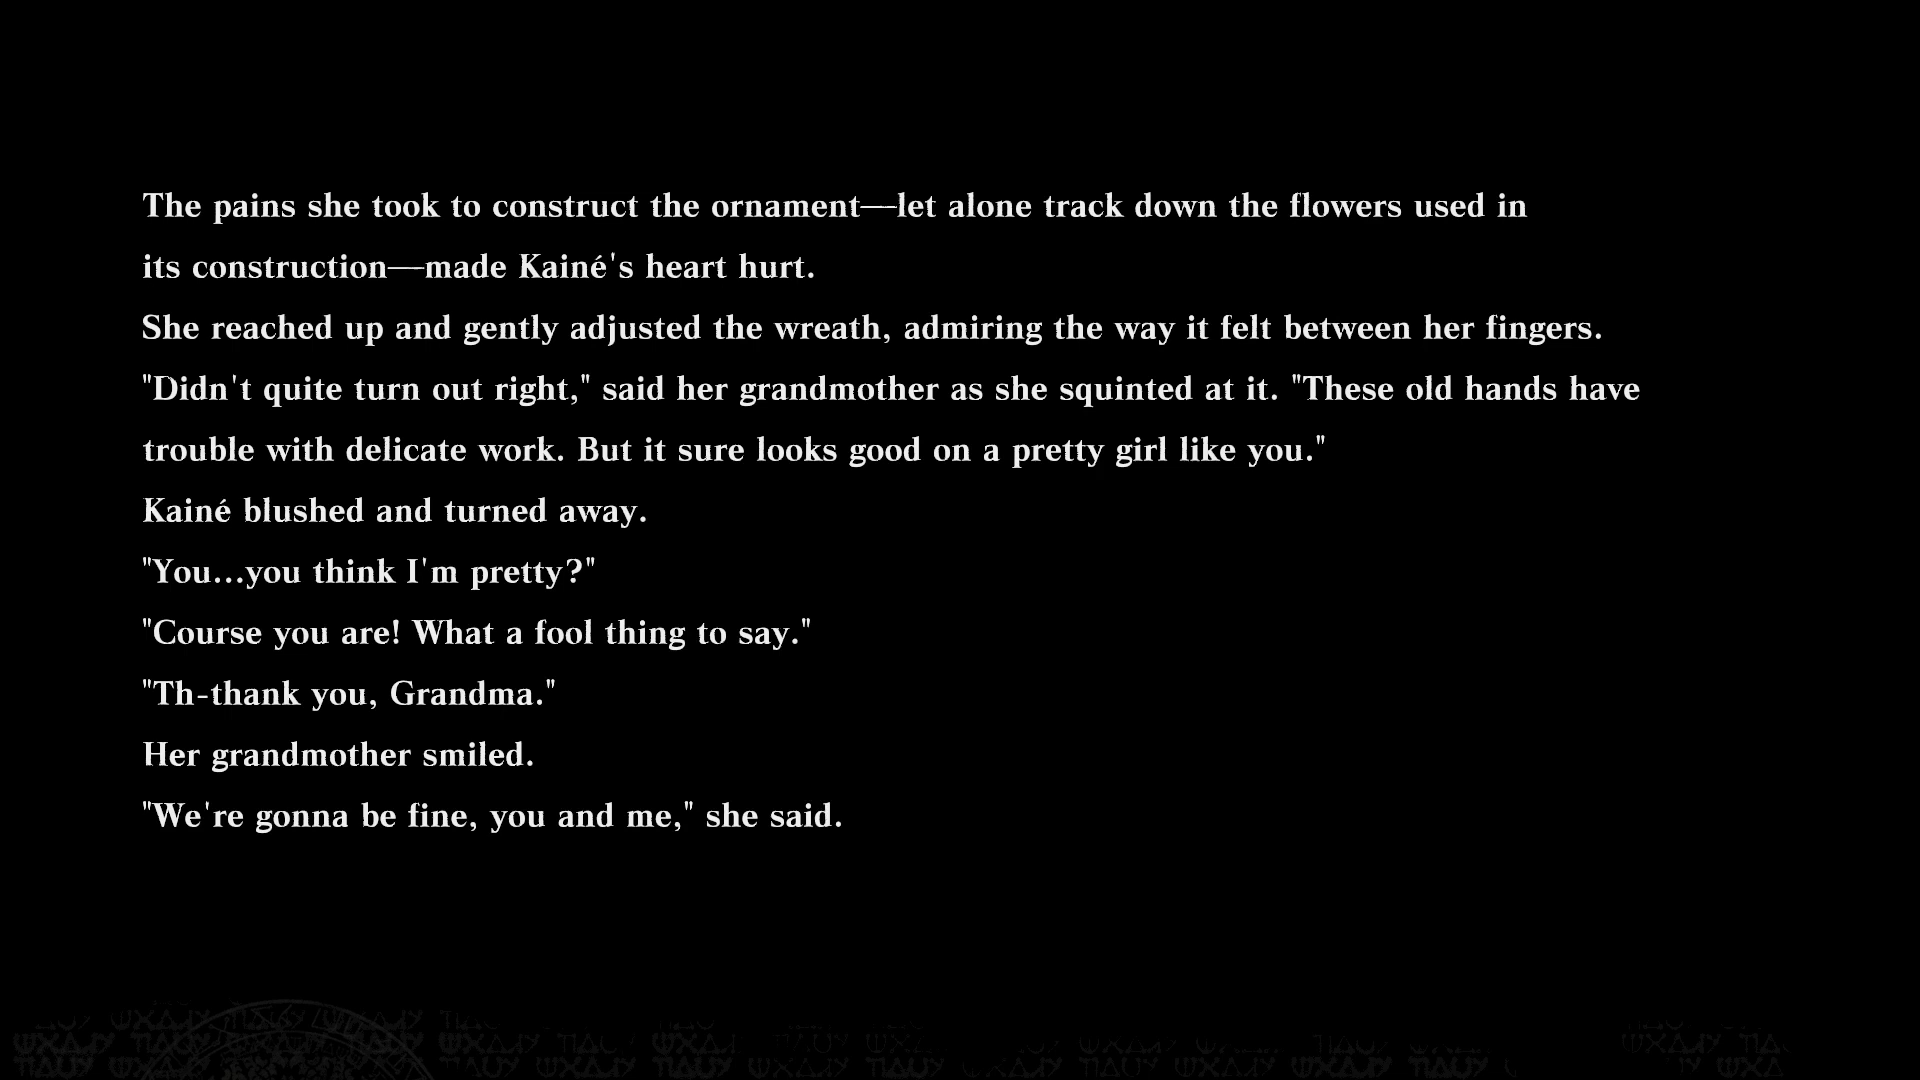 The pains she took to construct the ornament—let alone track down the flowers used in
its construction—made Kainé's heart hurt.
She reached up and gently adjusted the wreath, admiring the way it felt between her fingers.
"Didn't quite turn out right," said her grandmother as she squinted at it. "These old hands have
trouble with delicate work. But it sure looks good on a pretty girl like you."
Kainé blushed and turned away.
"You...you think I'm pretty?"
"Course you are! What a fool thing to say."
"Th-thank you, Grandma."
Her grandmother smiled.
"We're gonna be fine, you and me," she said.